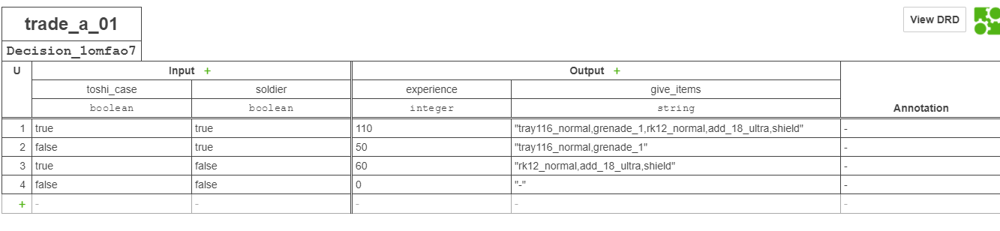 trade_a_01
View DRD
Decision_1omfao7
U Input + Output +
toshi_case soldier experience give_items
boolean boolean integer string Annotation
1 true true 110 "tray116_normal,grenade_1,rk12_normal,add_18_ultra,shield" -
2 false true 50 "tray116_normal,grenade_1" -
3 true false 60 "rk12_normal,add_18_ultra,shield" -
4 false false 0 "-" -
+ - - - - -